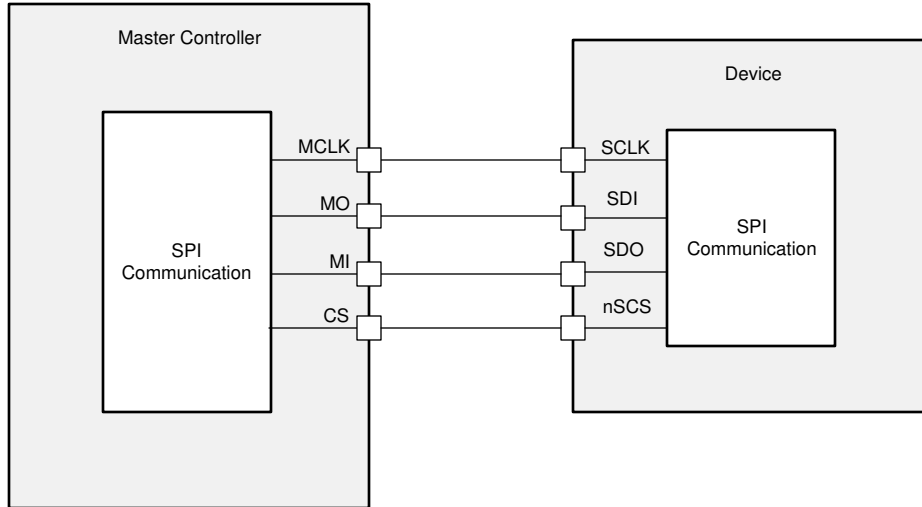 Master Controller
Device
SPI
Communication
MCLK
MO
MI
CS
SCLK
SDI
SDO
nSCS
SPI
Communication